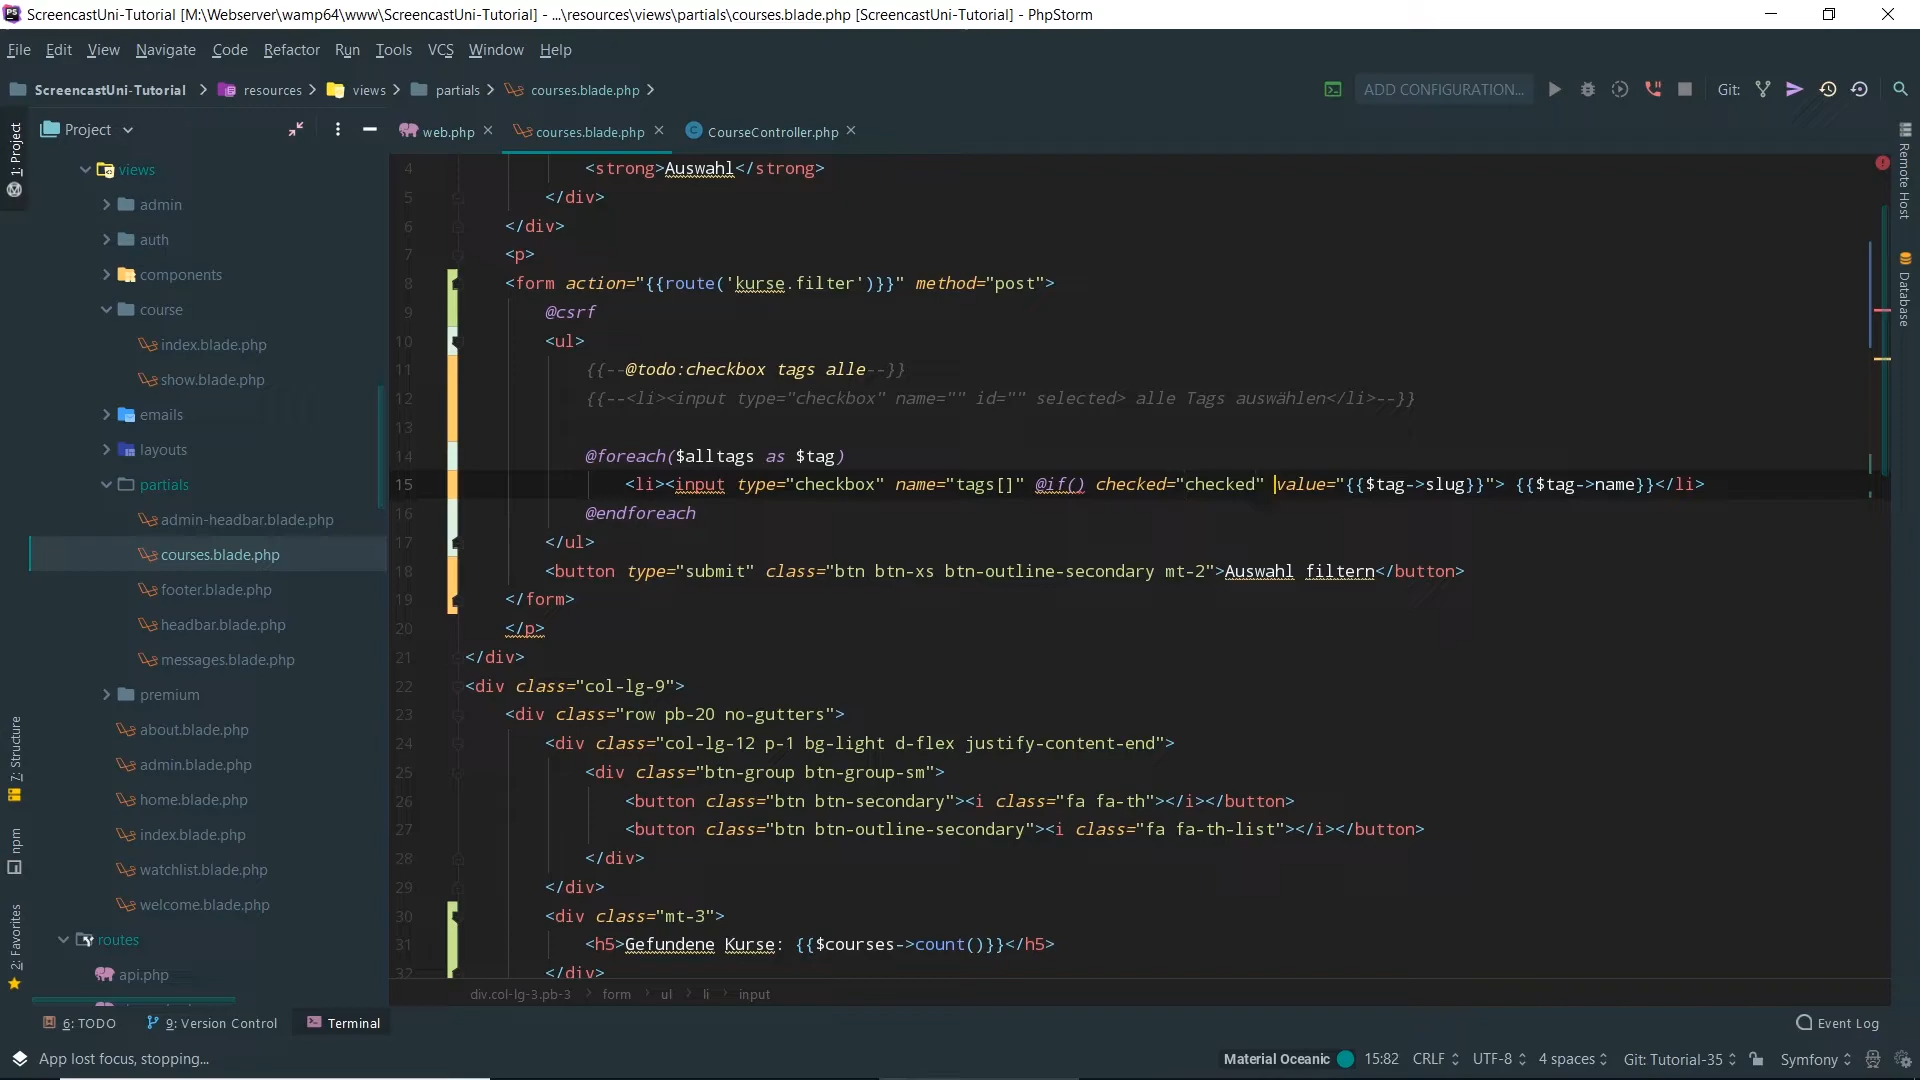 ScreencastUni-Tutorial [M:\Webserver\wamp64\www\ScreencastUni-Tutorial] - ...\resources\views\partials\courses.blade.php [ScreencastUni-Tutorial] - PhpStorm
File Edit View Navigate Code Refactor Run Tools VCS Window Help
ScreencastUni-Tutorial resources views partials courses.blade.php
ADD CONFIGURATION... Git:
Project
web.php courses.blade.php CourseController.php
1: Project
7: Structure
npm
2: Favorites
views
admin
auth
components
course
index.blade.php
show.blade.php
emails
layouts
partials
admin-headbar.blade.php
courses.blade.php
footer.blade.php
headbar.blade.php
messages.blade.php
premium
about.blade.php
admin.blade.php
home.blade.php
index.blade.php
watchlist.blade.php
welcome.blade.php
routes
api.php
4 <strong>Auswahl</strong>
5 </div>
6 </div>
7 <p>
8 <form action="{{route('kurse.filter')}}" method="post">
9 @csrf
10 <ul>
11 {{--@todo:checkbox tags alle--}}
12 {{--<li><input type="checkbox" name="" id="" selected> alle Tags auswählen</li>--}}
13
14 @foreach($alltags as $tag)
15 <li><input type="checkbox" name="tags[]" @if() checked="checked" value="{{$tag->slug}}"> {{$tag->name}}</li>
16 @endforeach
17 </ul>
18 <button type="submit" class="btn btn-xs btn-outline-secondary mt-2">Auswahl filtern</button>
19 </form>
20 </p>
21 </div>
22 <div class="col-lg-9">
23 <div class="row pb-20 no-gutters">
24 <div class="col-lg-12 p-1 bg-light d-flex justify-content-end">
25 <div class="btn-group btn-group-sm">
26 <button class="btn btn-secondary"><i class="fa fa-th"></i></button>
27 <button class="btn btn-outline-secondary"><i class="fa fa-th-list"></i></button>
28 </div>
29 </div>
30 <div class="mt-3">
31 <h5>Gefundene Kurse: {{$courses->count()}}</h5>
32 </div>
div.col-lg-3.pb-3 form ul li input
Remote Host
Database
6: TODO 9: Version Control Terminal Event Log
App lost focus, stopping... Material Oceanic 15:82 CRLF UTF-8 4 spaces Git: Tutorial-35 Symfony